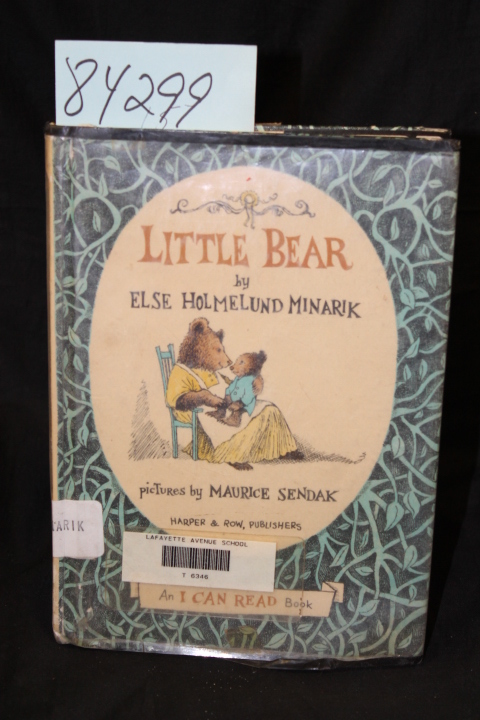 84299
LITTLE BEAR
by
ELSE HOLMELUND MINARIK
pictures by MAURICE SENDAK
HARPER & ROW, PUBLISHERS
ARIK
LAFAYETTE AVENUE SCHOOL
T 6346
An I CAN READ Book